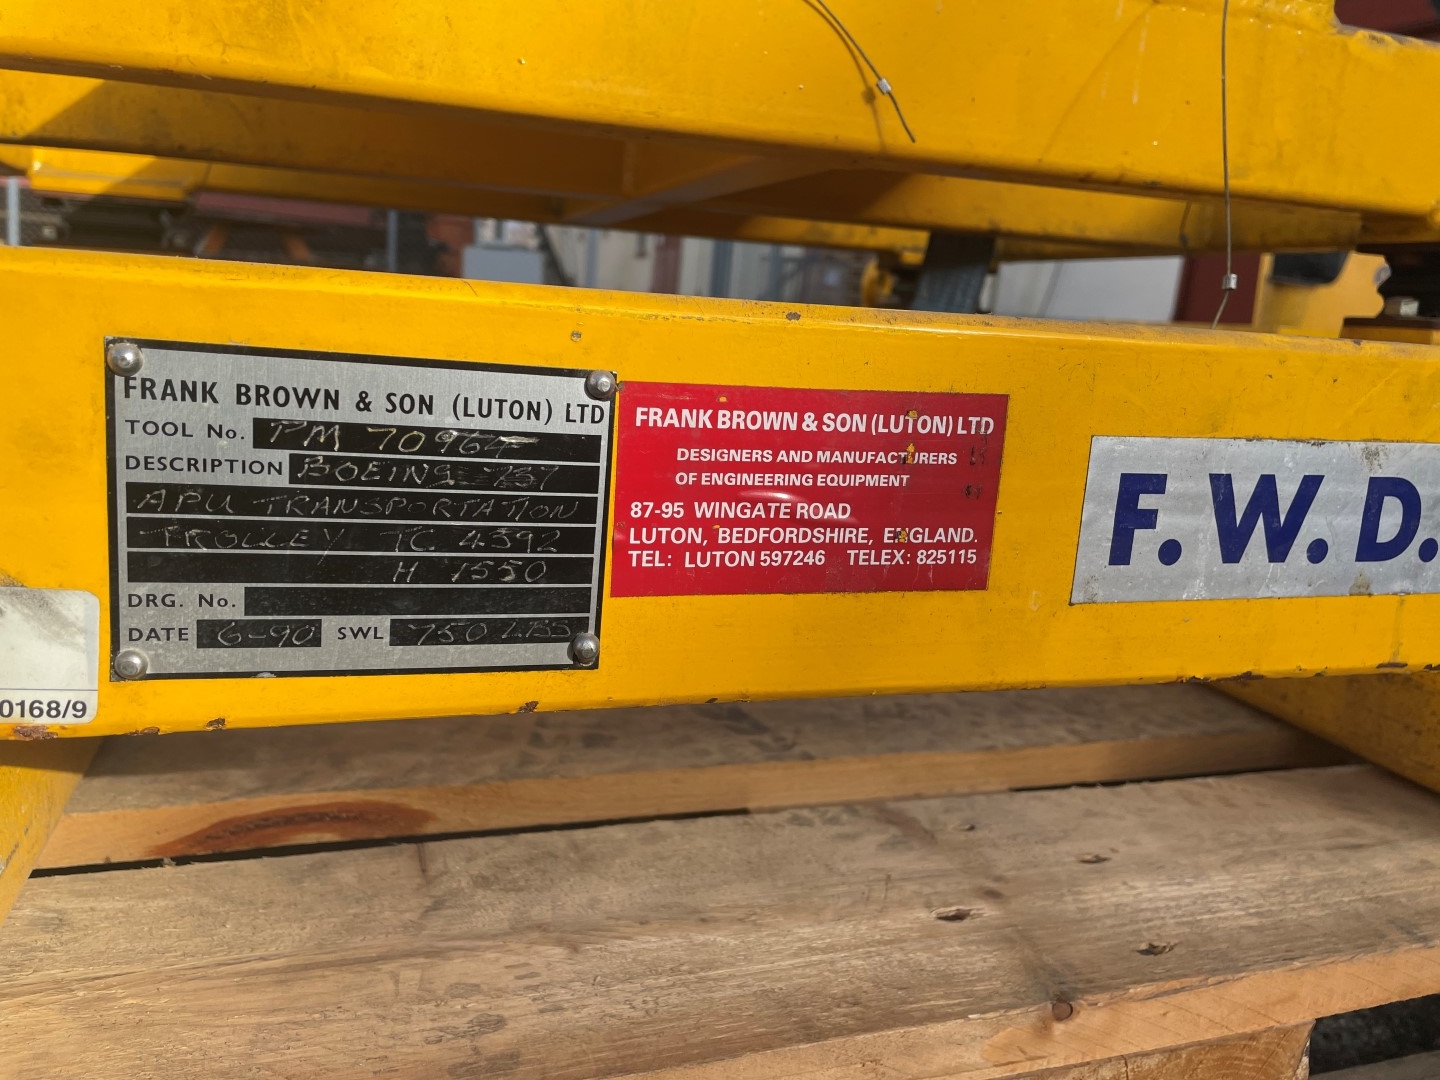 FRANK BROWN & SON (LUTON) LTD
TOOL No. PM 70964
DESCRIPTION BOEING 737
APU TRANSPORTATION
TROLLEY TC 4392
H 1550
DRG. No.
DATE 6-90 SWL 750 LBS
FRANK BROWN & SON (LUTON) LTD
DESIGNERS AND MANUFACTURERS
OF ENGINEERING EQUIPMENT
87-95 WINGATE ROAD
LUTON, BEDFORDSHIRE, ENGLAND.
TEL: LUTON 597246 TELEX: 825115
F.W.D.
0168/9